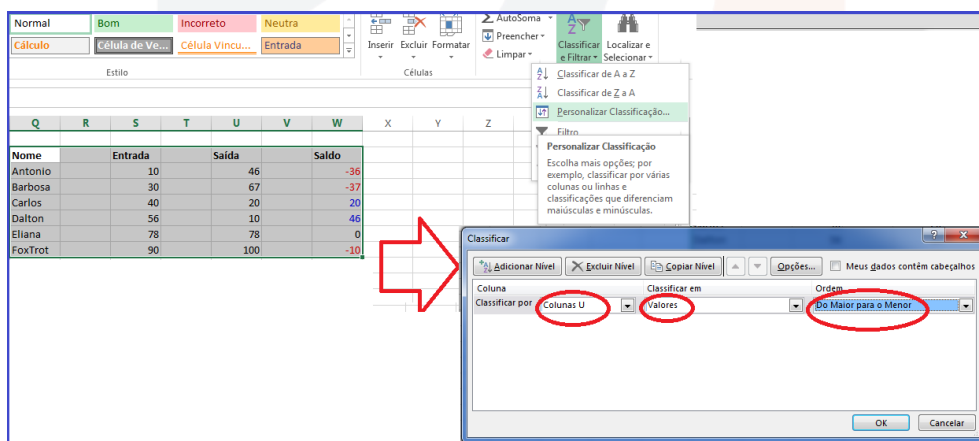 Normal Bom Incorreto Neutra
Cálculo Célula de Ve... Célula Vincu... Entrada
Estilo
Inserir Excluir Formatar
Células
AutoSoma
Preencher
Limpar
Classificar e Filtrar
Localizar e Selecionar
Classificar de A a Z
Classificar de Z a A
Personalizar Classificação...
Filtro
Personalizar Classificação
Escolha mais opções; por
exemplo, classificar por várias
colunas ou linhas e
classificações que diferenciam
maiúsculas e minúsculas.
Q R S T U V W X Y Z
Nome Entrada Saída Saldo
Antonio 10 46 -36
Barbosa 30 67 -37
Carlos 40 20 20
Dalton 56 10 46
Eliana 78 78 0
FoxTrot 90 100 -10
Classificar
Adicionar Nível Excluir Nível Copiar Nível Opções... Meus dados contêm cabeçalhos
Coluna Classificar em Ordem
Classificar por Colunas U Valores Do Maior para o Menor
OK Cancelar